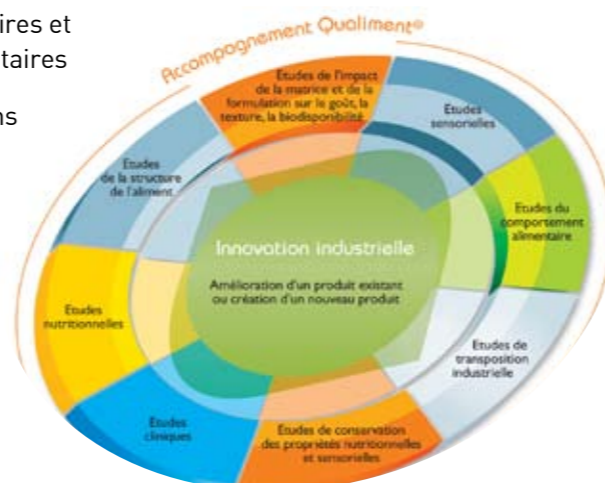 ires et
taires
ns
Accompagnement Qualiment®
Etudes de l'impact
de la matrice et de la
formulation sur le goût, la
texture, la biodisponibilité
Etudes
sensorielles
Etudes du
comportement
alimentaire
Etudes de
transposition
industrielle
Etudes de conservation
des propriétés nutritionnelles
et sensorielles
Etudes
cliniques
Etudes
nutritionnelles
Etudes
de la structure
de l'aliment
Innovation industrielle
Amélioration d'un produit existant
ou création d'un nouveau produit